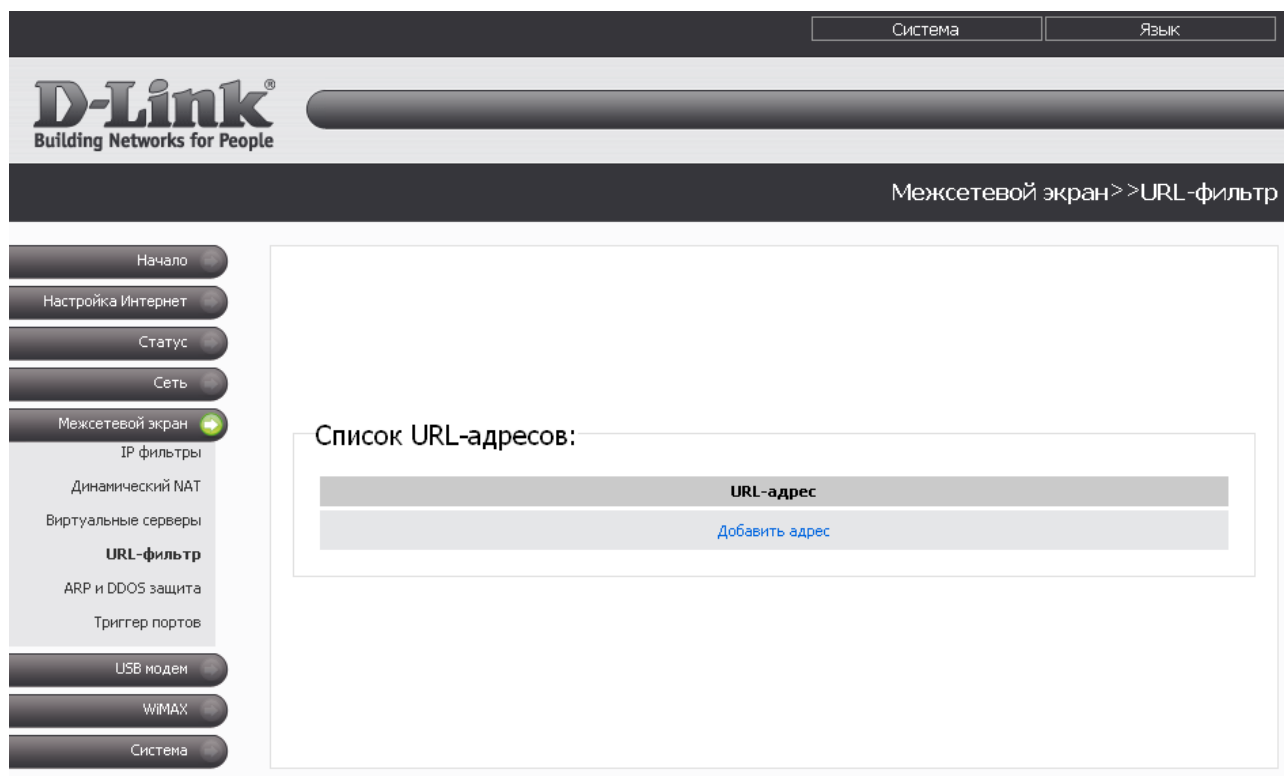 Система
Язык
D-Link®
Building Networks for People
Межсетевой экран>>URL-фильтр
Начало
Настройка Интернет
Статус
Сеть
Межсетевой экран
IP фильтры
Динамический NAT
Виртуальные серверы
URL-фильтр
ARP и DDOS защита
Триггер портов
USB модем
WiMAX
Система
Список URL-адресов:
URL-адрес
Добавить адрес